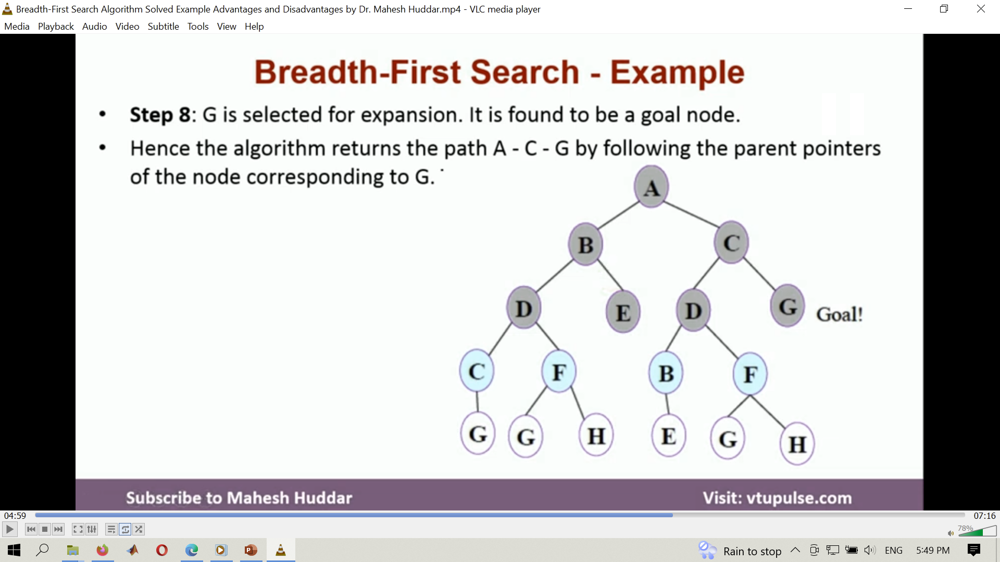 Breadth-First Search Algorithm Solved Example Advantages and Disadvantages by Dr. Mahesh Huddar.mp4 - VLC media player
Media Playback Audio Video Subtitle Tools View Help
Breadth-First Search - Example
• Step 8: G is selected for expansion. It is found to be a goal node.
• Hence the algorithm returns the path A - C - G by following the parent pointers
of the node corresponding to G.
A
B C
D E D G Goal!
C F B F
G G H E G H
Subscribe to Mahesh Huddar Visit: vtupulse.com
04:59 07:16
78%
Rain to stop ENG 5:49 PM